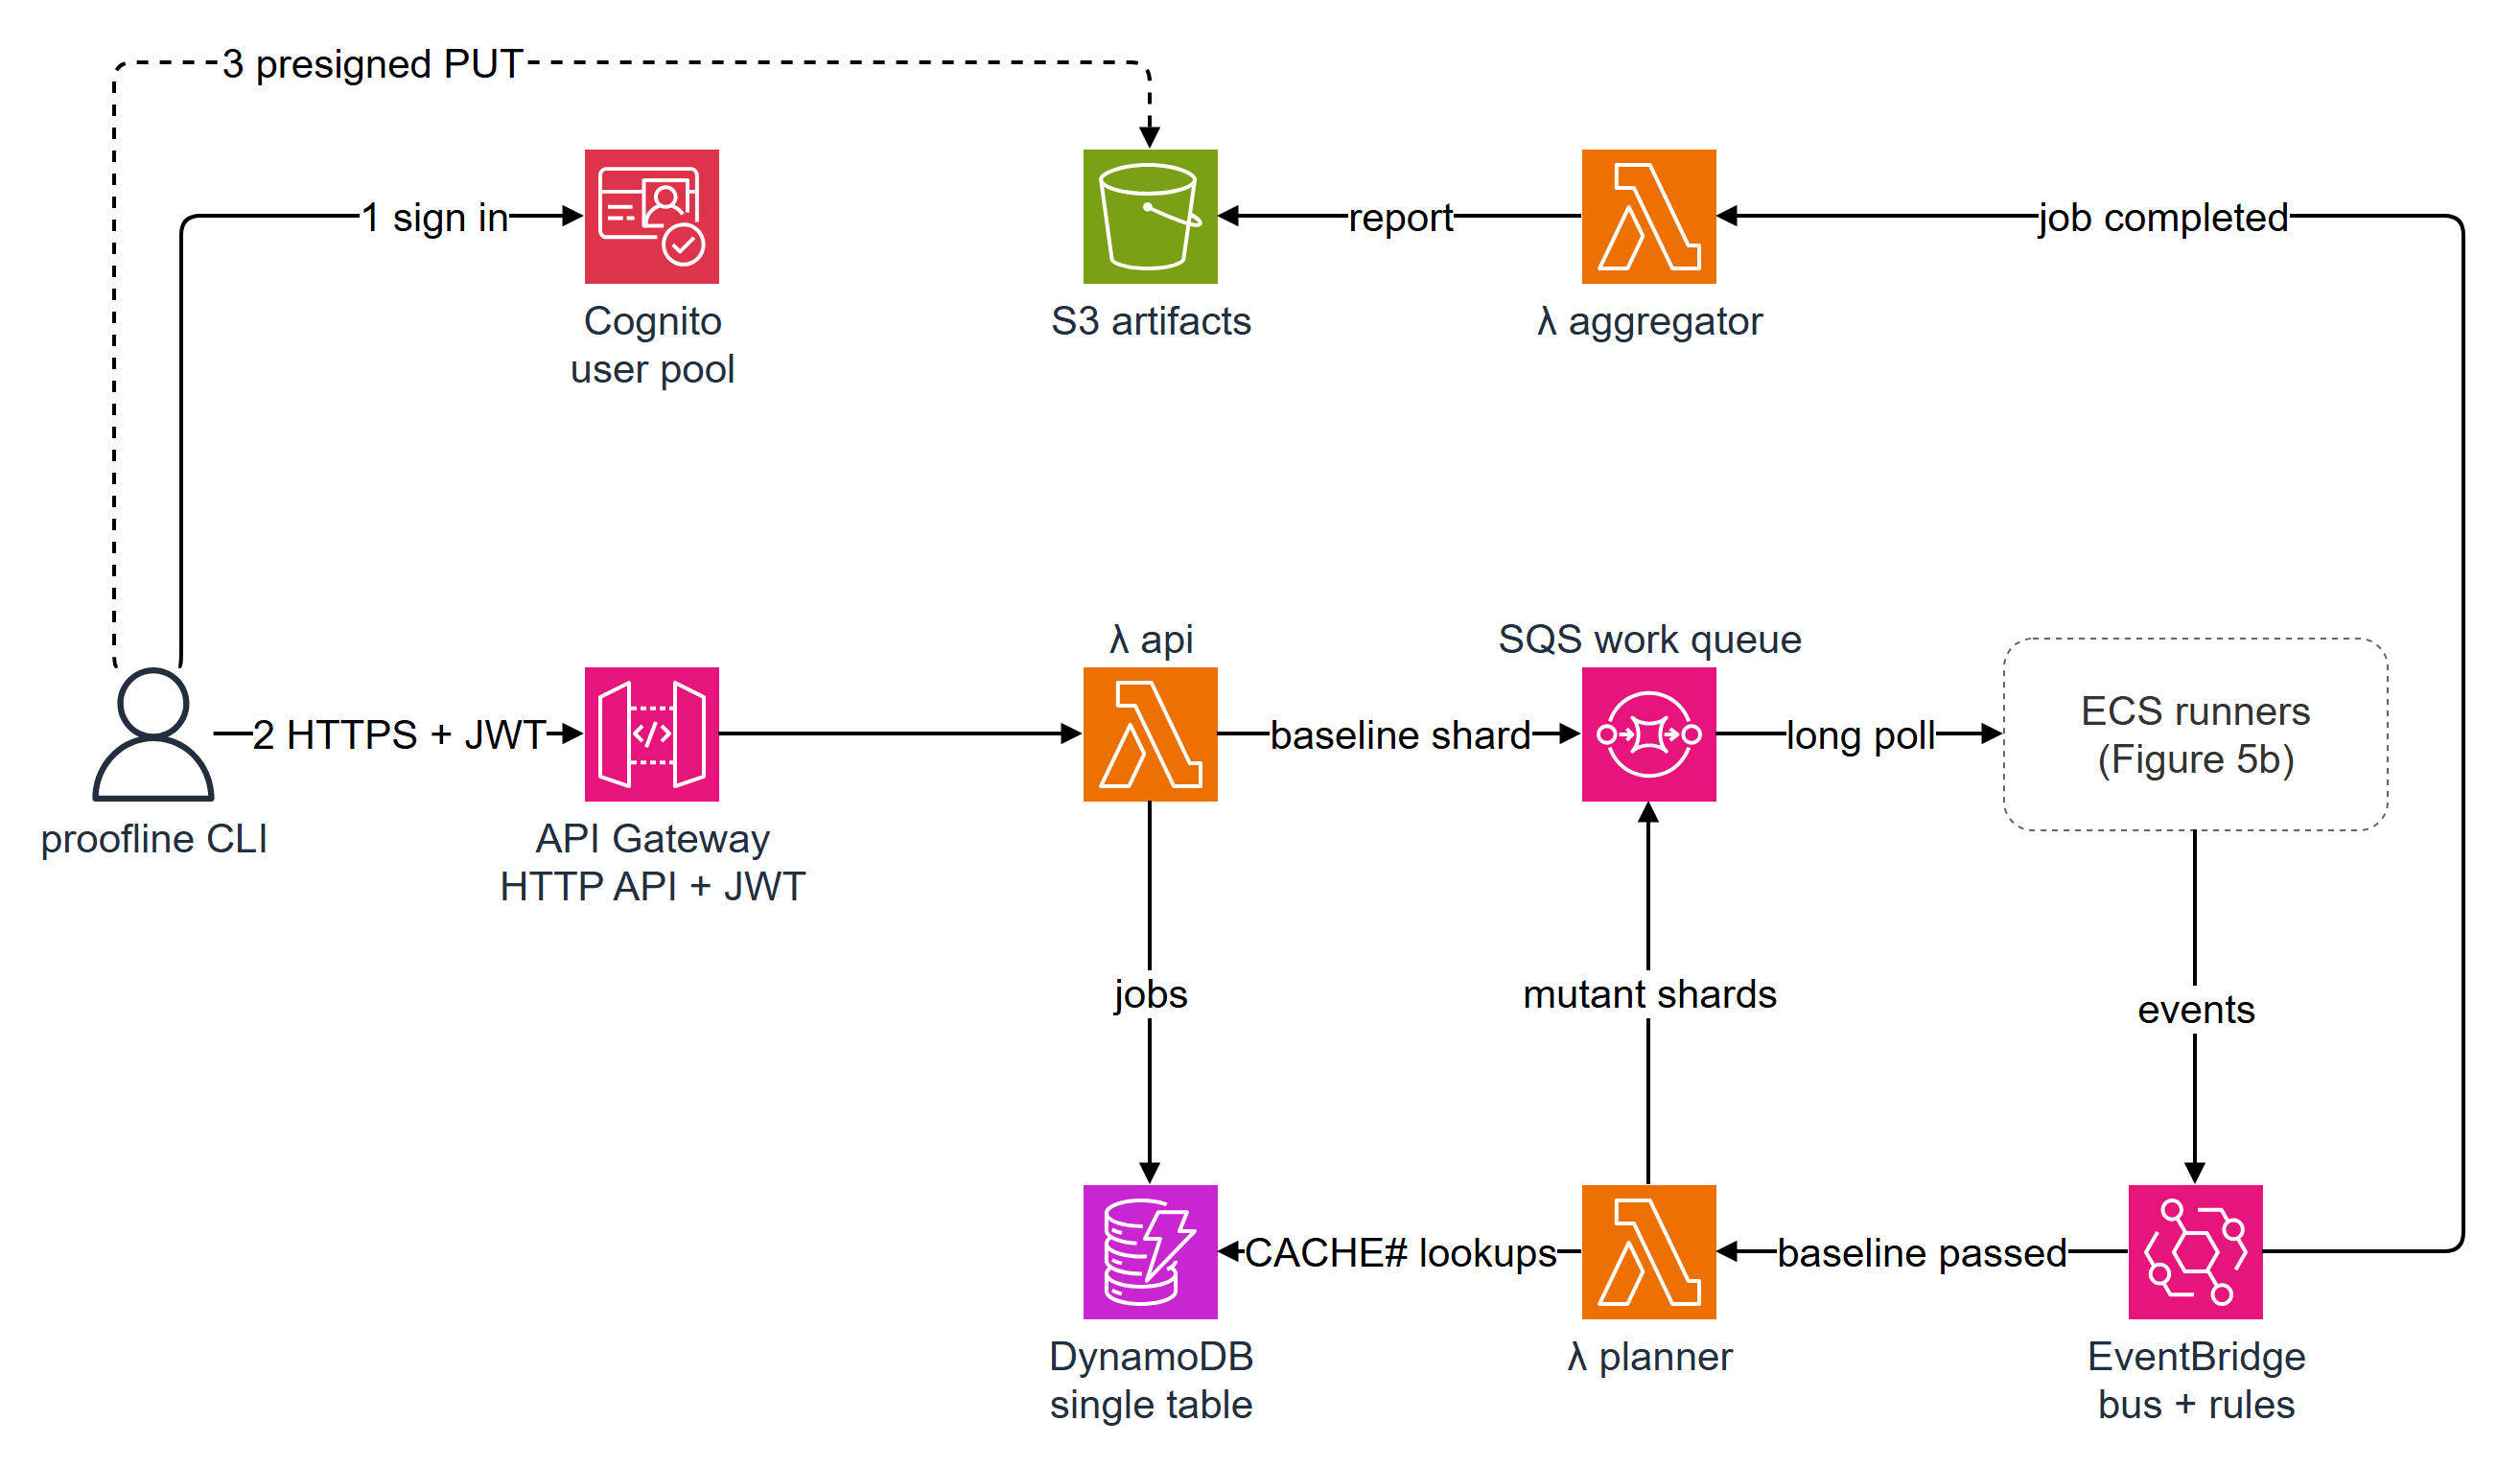 3 presigned PUT
1 sign in
report
job completed
Cognito
user pool
S3 artifacts
λ aggregator
λ api
SQS work queue
2 HTTPS + JWT
baseline shard
long poll
ECS runners
(Figure 5b)
proofline CLI
API Gateway
HTTP API + JWT
jobs
mutant shards
events
CACHE# lookups
baseline passed
DynamoDB
single table
λ planner
EventBridge
bus + rules